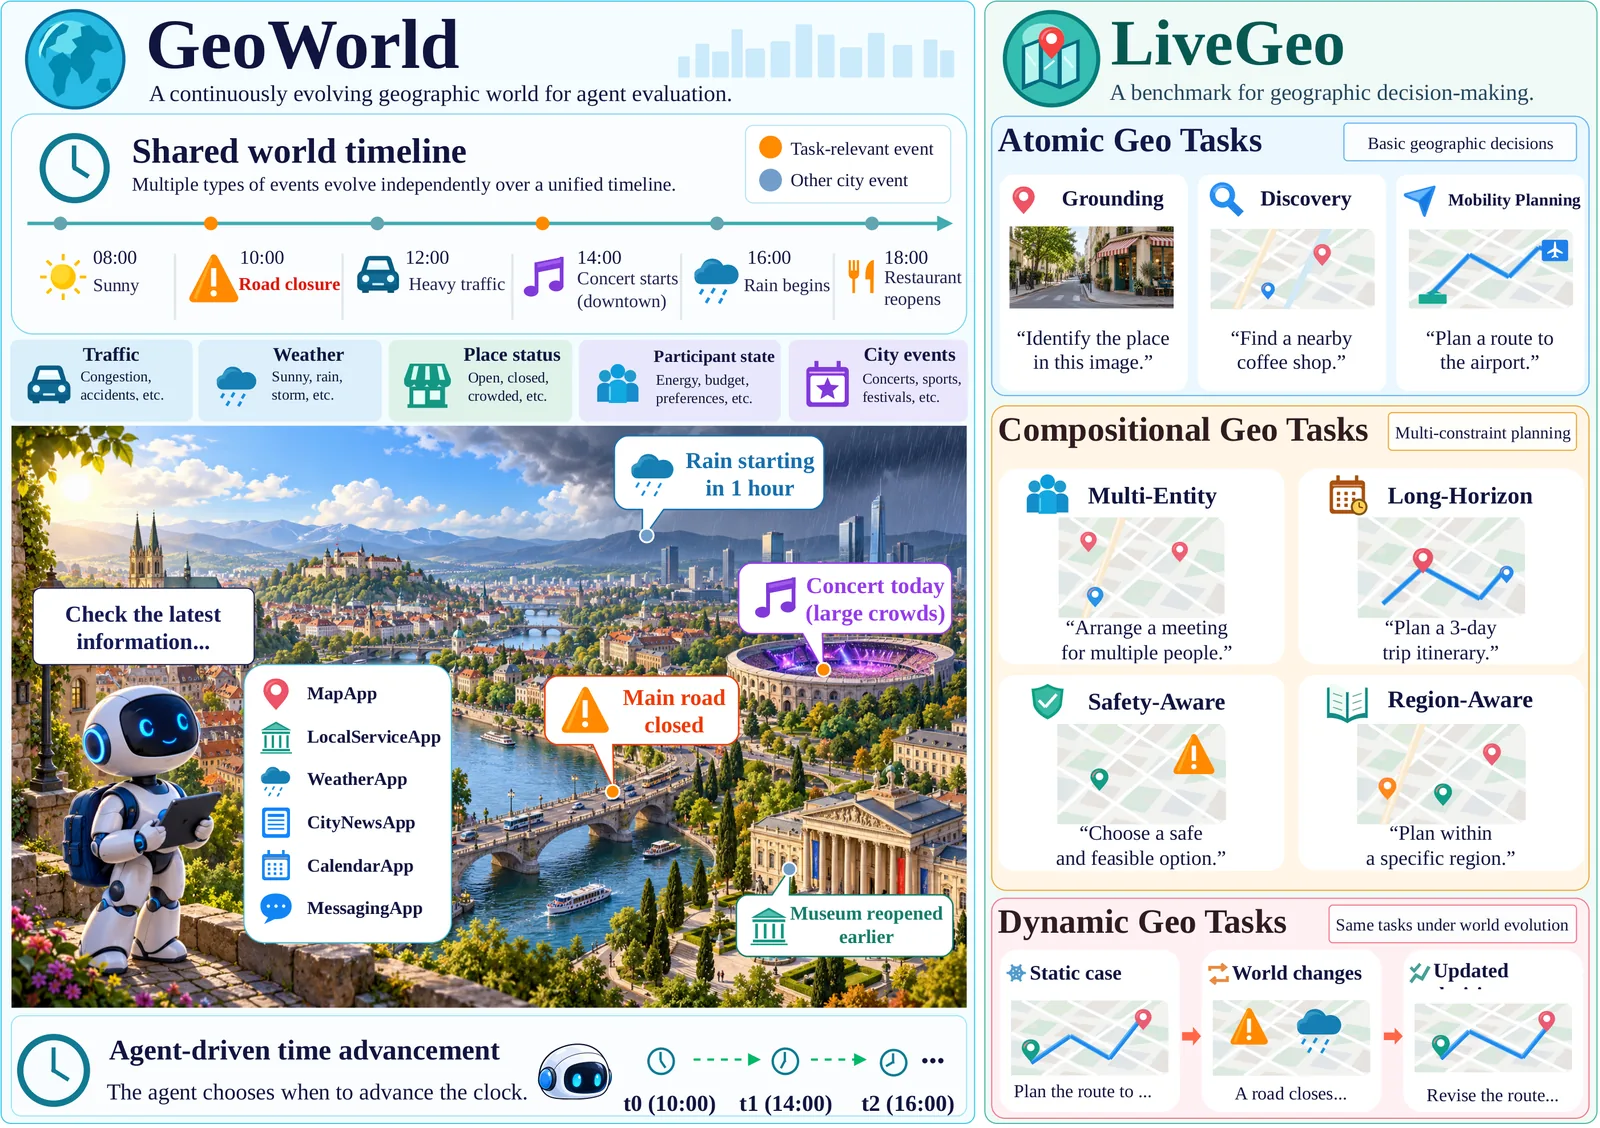 GeoWorld
A continuously evolving geographic world for agent evaluation.
Shared world timeline
Multiple types of events evolve independently over a unified timeline.
Task-relevant event
Other city event
08:00
Sunny
10:00
Road closure
12:00
Heavy traffic
14:00
Concert starts
(downtown)
16:00
Rain begins
18:00
Restaurant
reopens
Traffic
Congestion,
accidents, etc.
Weather
Sunny, rain,
storm, etc.
Place status
Open, closed,
crowded, etc.
Participant state
Energy, budget,
preferences, etc.
City events
Concerts, sports,
festivals, etc.
Rain starting
in 1 hour
Concert today
(large crowds)
Check the latest
information...
Main road
closed
MapApp
LocalServiceApp
WeatherApp
CityNewsApp
CalendarApp
MessagingApp
Museum reopened
earlier
Agent-driven time advancement
The agent chooses when to advance the clock.
...
t0 (10:00)
t1 (14:00)
t2 (16:00)
LiveGeo
A benchmark for geographic decision-making.
Atomic Geo Tasks
Basic geographic decisions
Grounding
“Identify the place
in this image.”
Discovery
“Find a nearby
coffee shop.”
Mobility Planning
“Plan a route to
the airport.”
Compositional Geo Tasks
Multi-constraint planning
Multi-Entity
“Arrange a meeting
for multiple people.”
Long-Horizon
“Plan a 3-day
trip itinerary.”
Safety-Aware
“Choose a safe
and feasible option.”
Region-Aware
“Plan within
a specific region.”
Dynamic Geo Tasks
Same tasks under world evolution
Static case
Plan the route to ...
World changes
A road closes...
Updated
Revise the route...